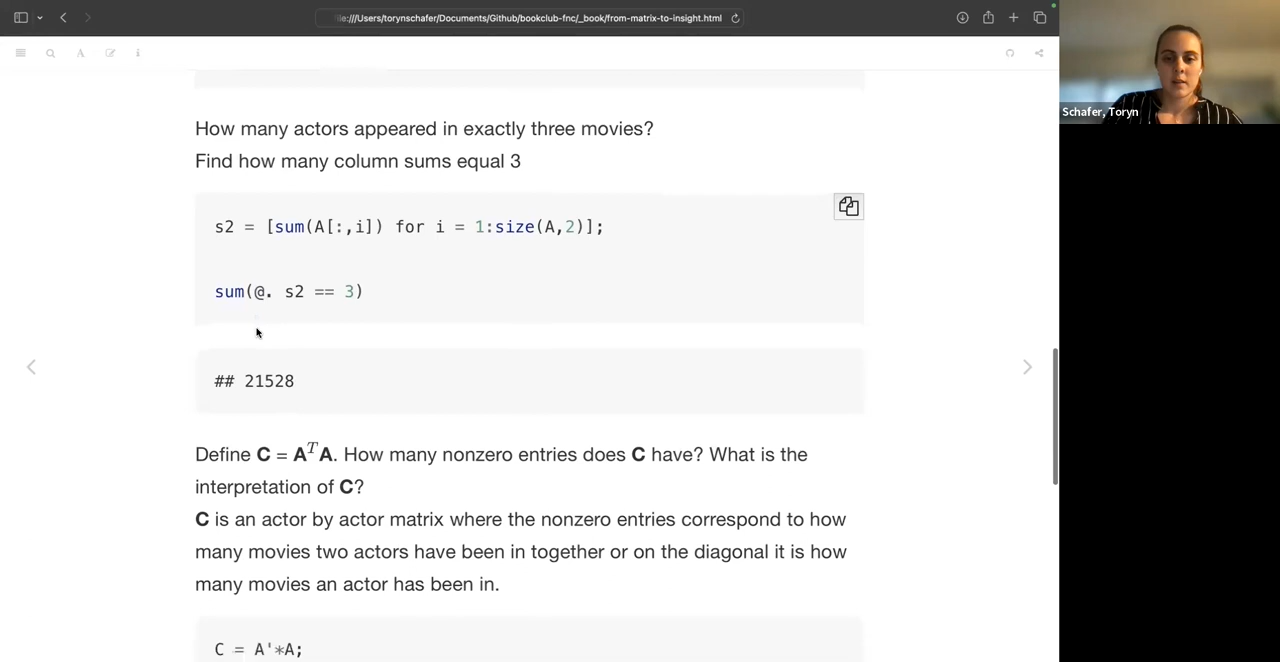 ile:///Users/torynschafer/Documents/Github/bookclub-fnc/_book/from-matrix-to-insight.html
Schafer, Toryn
How many actors appeared in exactly three movies?
Find how many column sums equal 3
s2 = [sum(A[:,i]) for i = 1:size(A,2)];
sum(@. s2 == 3)
## 21528
Define C = AᵀA. How many nonzero entries does C have? What is the
interpretation of C?
C is an actor by actor matrix where the nonzero entries correspond to how
many movies two actors have been in together or on the diagonal it is how
many movies an actor has been in.
C = A'*A;